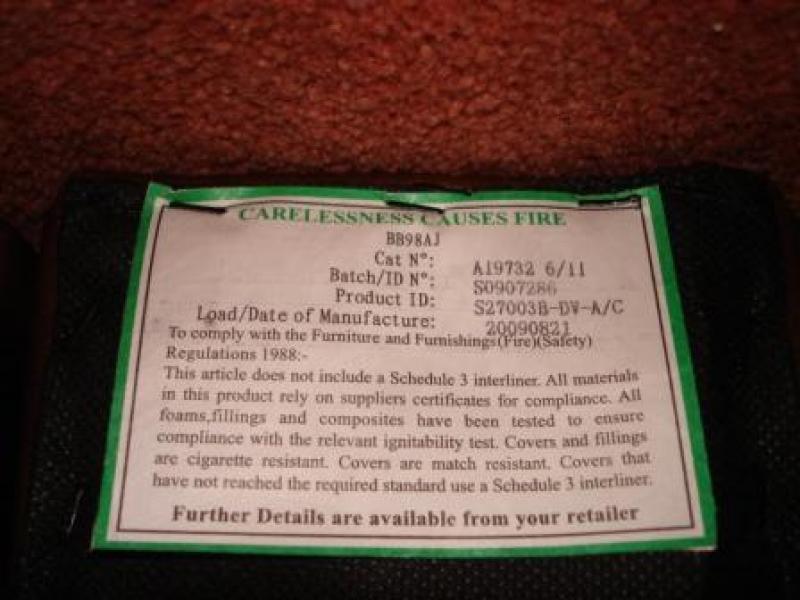 CARELESSNESS CAUSES FIRE
BB98AJ
Cat N°: A19732 6/11
Batch/ID N°: S0907286
Product ID: S27003B-DV-A/C
Load/Date of Manufacture: 20090821
To comply with the Furniture and Furnishings(Fire)(Safety)
Regulations 1988:-
This article does not include a Schedule 3 interliner. All materials
in this product rely on suppliers certificates for compliance. All
foams,fillings and composites have been tested to ensure
compliance with the relevant ignitability test. Covers and fillings
are cigarette resistant. Covers are match resistant. Covers that
have not reached the required standard use a Schedule 3 interliner.
Further Details are available from your retailer